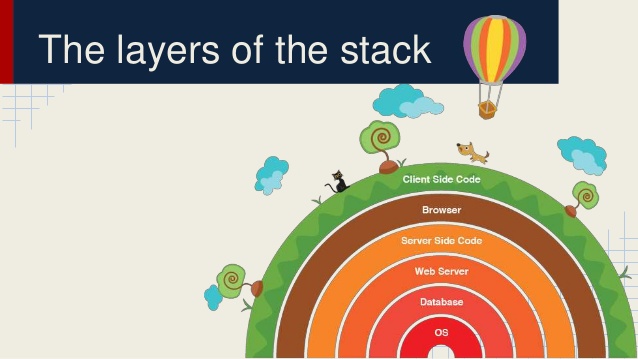 The layers of the stack
Client Side Code
Browser
Server Side Code
Web Server
Database
OS